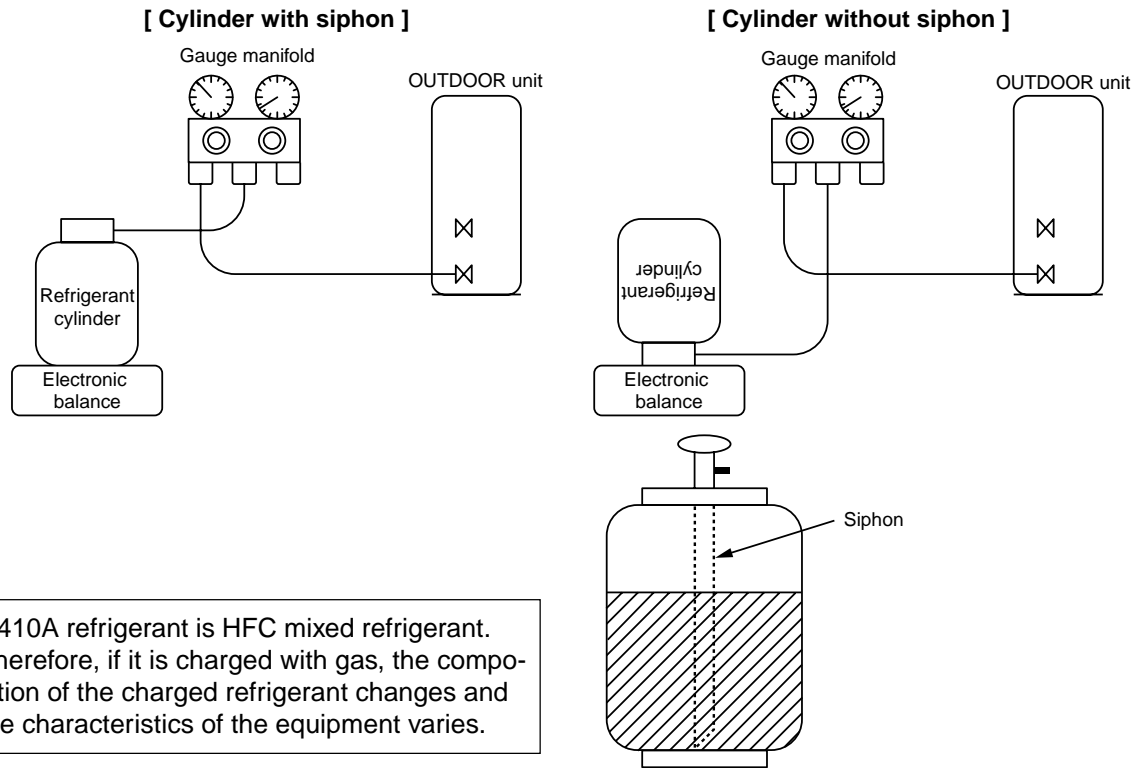 [ Cylinder with siphon ]
Gauge manifold
OUTDOOR unit
Refrigerant
cylinder
Electronic
balance
[ Cylinder without siphon ]
Gauge manifold
OUTDOOR unit
Refrigerant
cylinder
Electronic
balance
Siphon
410A refrigerant is HFC mixed refrigerant.
herefore, if it is charged with gas, the compo-
tion of the charged refrigerant changes and
e characteristics of the equipment varies.